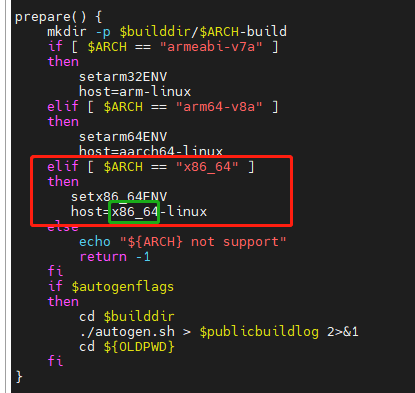 prepare() {
    mkdir -p $builddir/$ARCH-build
    if [ $ARCH == "armeabi-v7a" ]
    then
        setarm32ENV
        host=arm-linux
    elif [ $ARCH == "arm64-v8a" ]
    then
        setarm64ENV
        host=aarch64-linux
    elif [ $ARCH == "x86_64" ]
    then
       setx86_64ENV
       host=x86_64-linux
    else
        echo "${ARCH} not support"
        return -1
    fi
    if $autogenflags
    then
        cd $builddir
        ./autogen.sh > $publicbuildlog 2>&1
        cd ${OLDPWD}
    fi
}